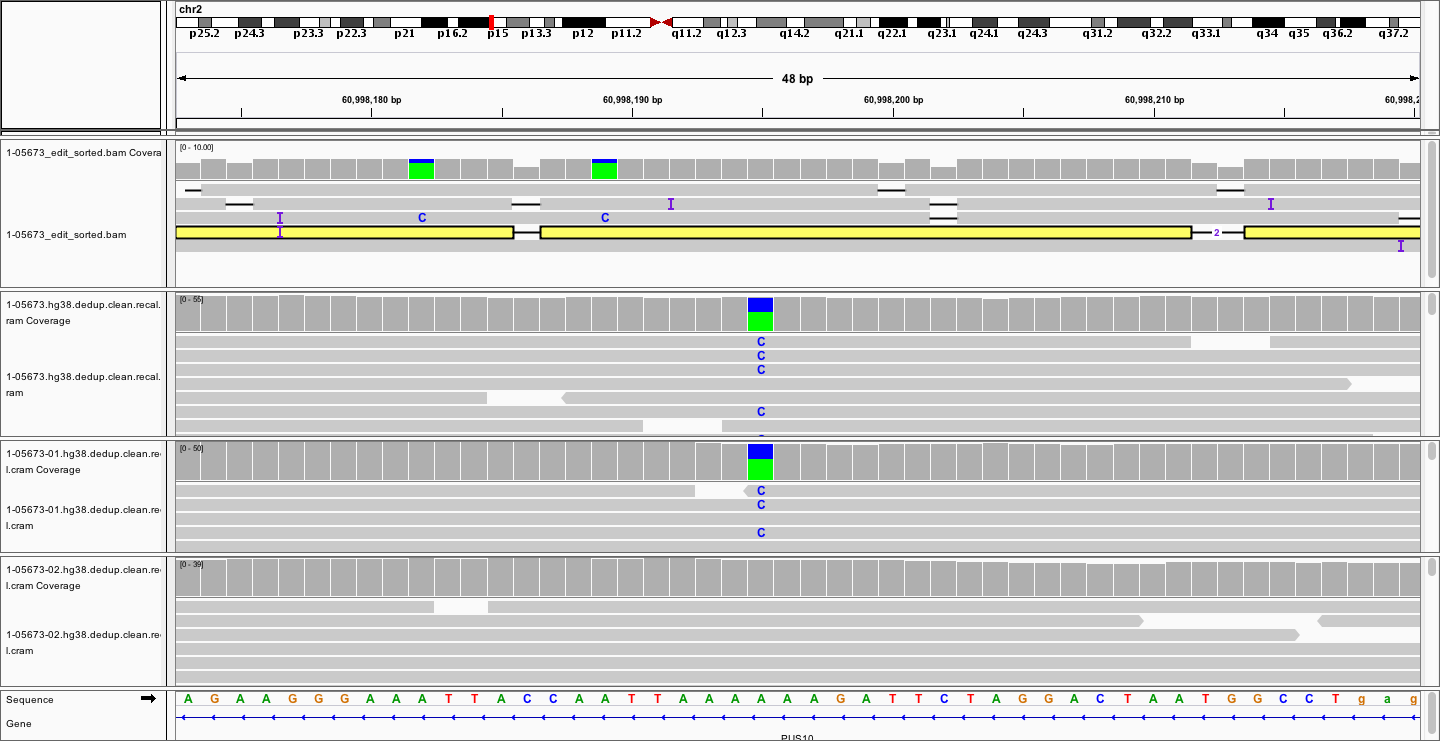 chr2
p25.2 p24.3 p23.3 p22.3 p21 p16.2 p15 p13.3 p12 p11.2 q11.2 q12.3 q14.2 q21.1 q22.1 q23.1 q24.1 q24.3 q31.2 q32.2 q33.1 q34 q35 q36.2 q37.2
48 bp
60,998,180 bp 60,998,190 bp 60,998,200 bp 60,998,210 bp 60,998,2
1-05673_edit_sorted.bam Covera
[0 - 10.00]
I I
I C C
1-05673_edit_sorted.bam
I 2
I
1-05673.hg38.dedup.clean.recal.
ram Coverage
[0 - 55]
C
C
C
1-05673.hg38.dedup.clean.recal.
ram
C
1-05673-01.hg38.dedup.clean.re
l.cram Coverage
[0 - 50]
C
C
1-05673-01.hg38.dedup.clean.re
l.cram
C
1-05673-02.hg38.dedup.clean.re
l.cram Coverage
[0 - 39]
1-05673-02.hg38.dedup.clean.re
l.cram
Sequence
A G A A G G G A A A T T A C C A A T T A A A A A A G A T T C T A G G A C T A A T G G C C T g a g
Gene
PUS10